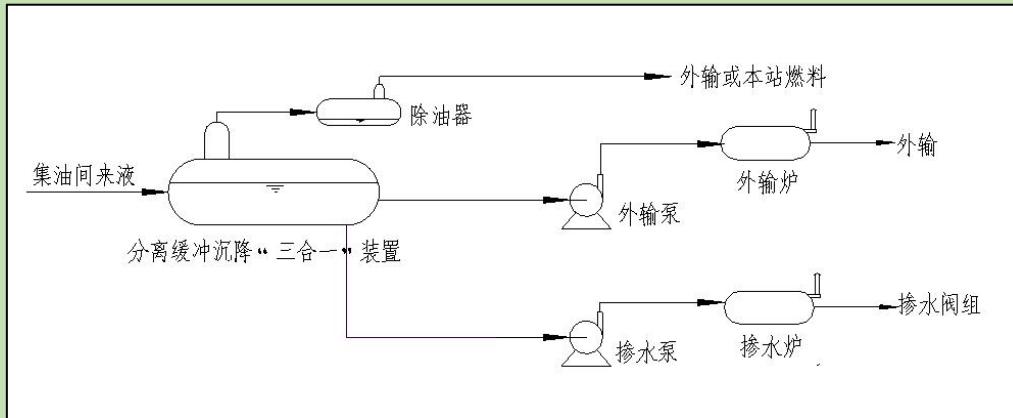 外输或本站燃料
除油器
外输
集油间来液
外输炉
外输泵
分离缓冲沉降“三合一”装置
掺水阀组
掺水泵
掺水炉